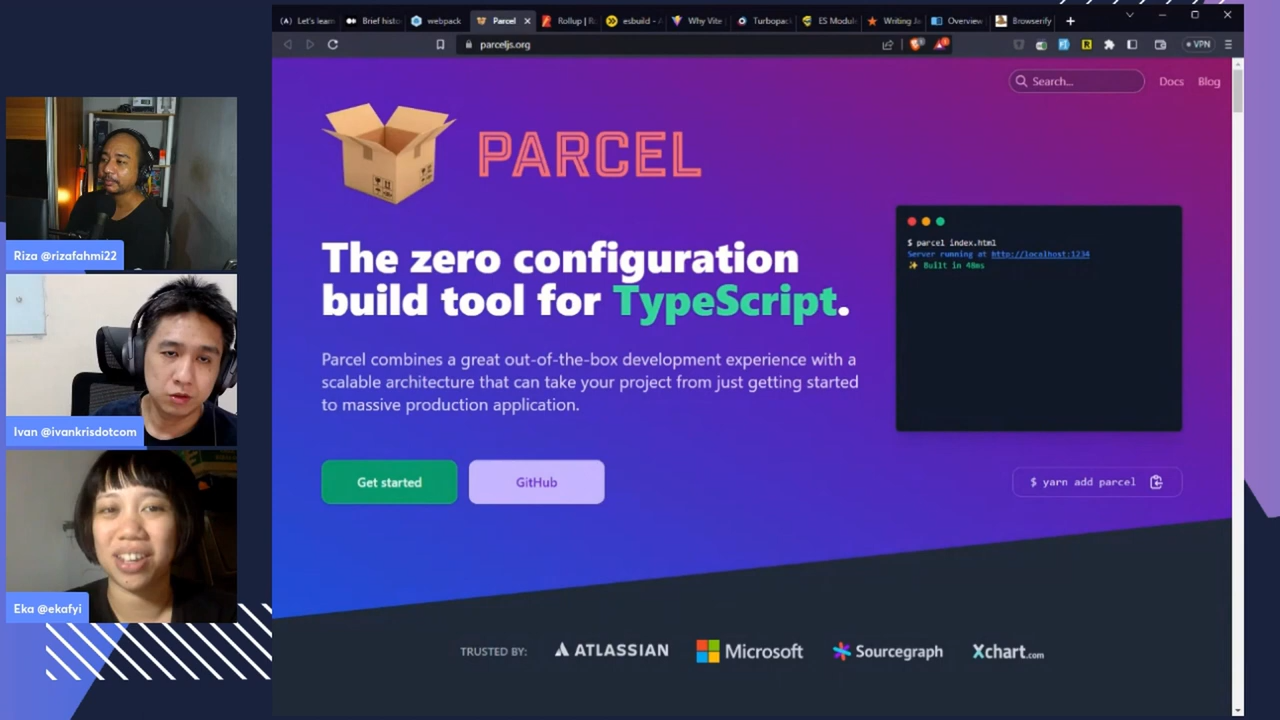 Let's learn
Brief histo
webpack
Parcel
Rollup | R
esbuild - A
Why Vite
Turbopac
ES Module
Writing Ja
Overview
Browserify
parceljs.org
VPN
Search...
Docs
Blog
PARCEL
The zero configuration
build tool for TypeScript.
Parcel combines a great out-of-the-box development experience with a
scalable architecture that can take your project from just getting started
to massive production application.
$ parcel index.html
Server running at http://localhost:1234
✨ Built in 48ms
Get started
GitHub
$ yarn add parcel
TRUSTED BY:
ATLASSIAN
Microsoft
Sourcegraph
Xchart.com
Riza @rizafahmi22
Ivan @ivankrisdotcom
Eka @ekafyi